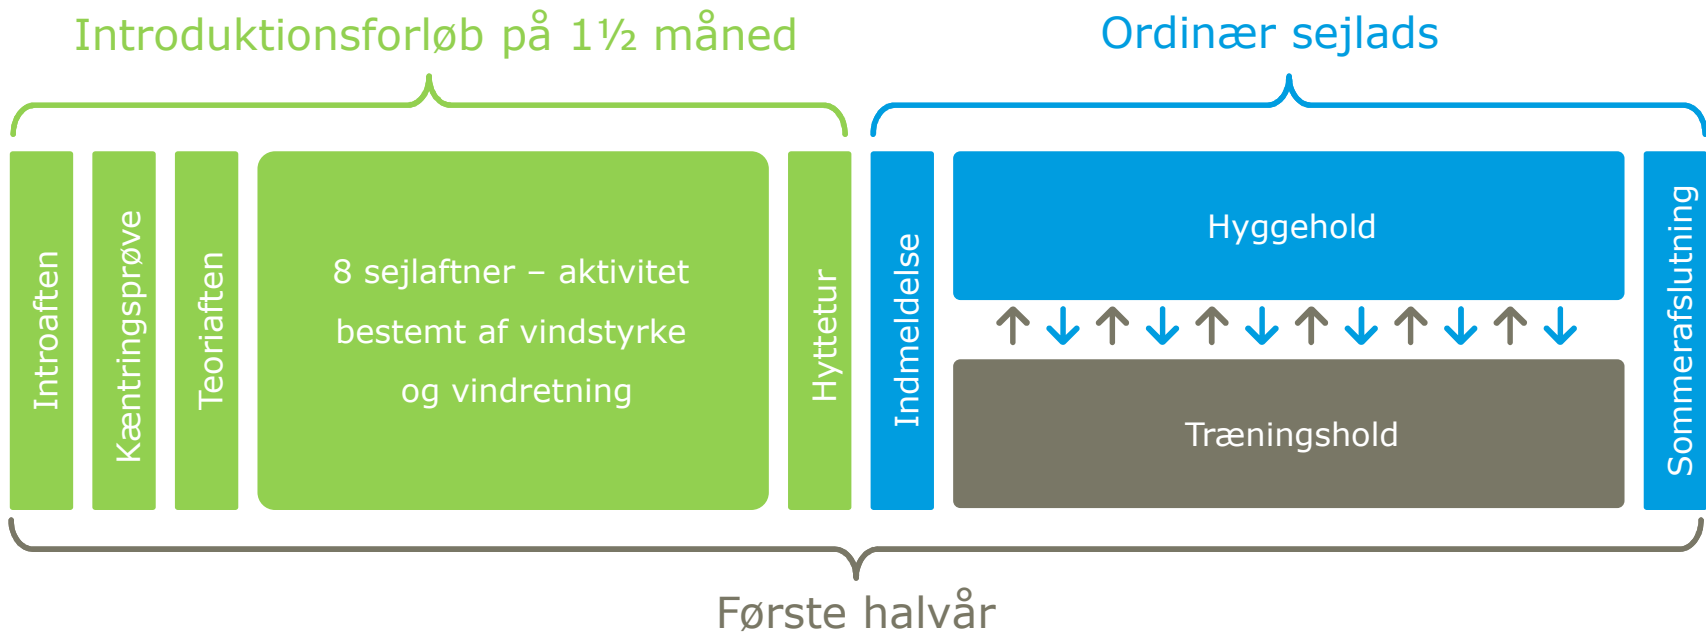 Introduktionsforløb på 1½ måned
Ordinær sejlads
Introaften
Kæntringsprøve
Teoriaften
8 sejlaftner – aktivitet
bestemt af vindstyrke
og vindretning
Hyttetur
Indmeldelse
Hyggehold
Træningshold
Sommerafslutning
Første halvår